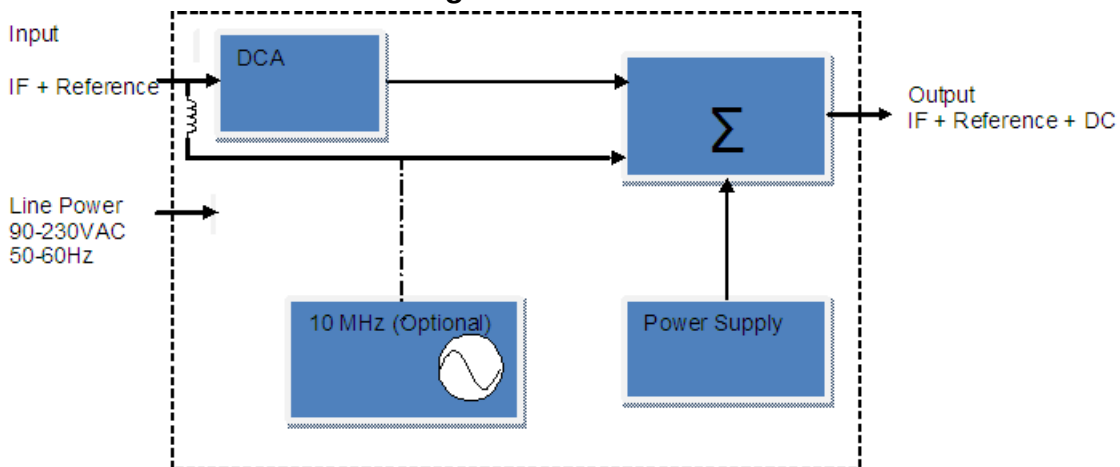 Input
IF + Reference
DCA
Σ
Output
IF + Reference + DC
Line Power
90-230VAC
50-60Hz
10 MHz (Optional)
Power Supply